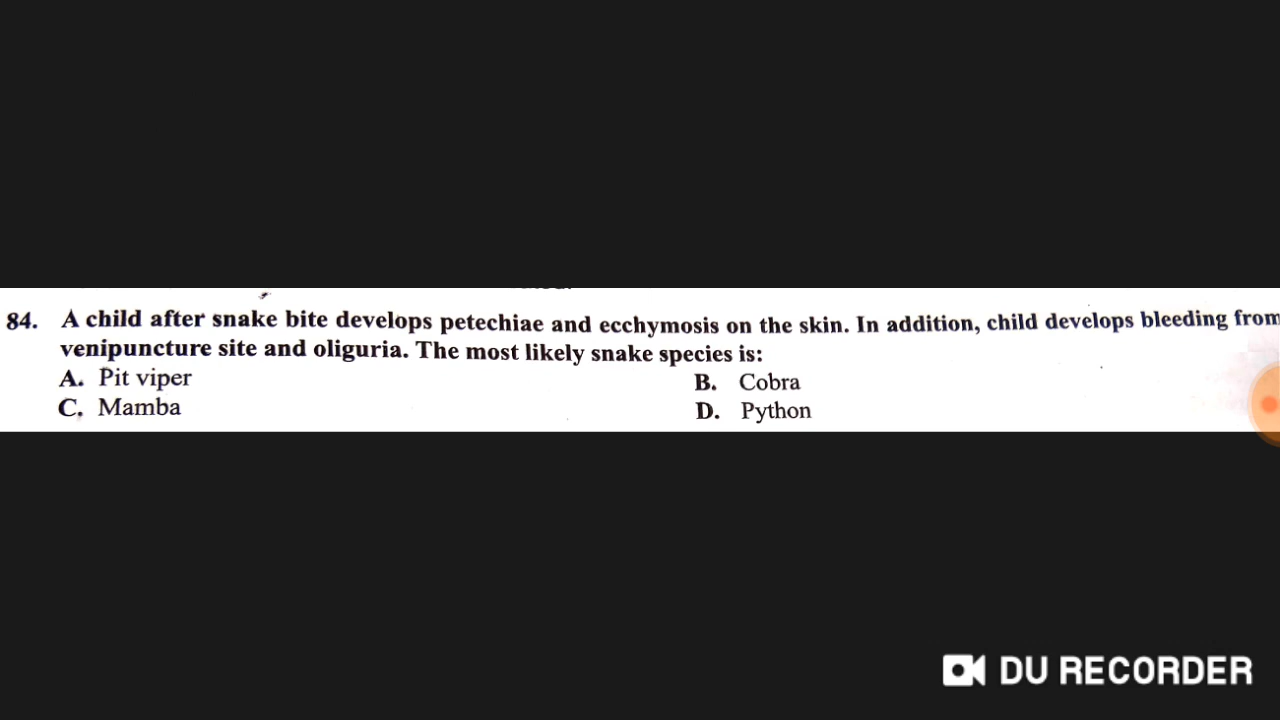 84. A child after snake bite develops petechiae and ecchymosis on the skin. In addition, child develops bleeding from
venipuncture site and oliguria. The most likely snake species is:
A. Pit viper B. Cobra
C. Mamba D. Python
DU RECORDER